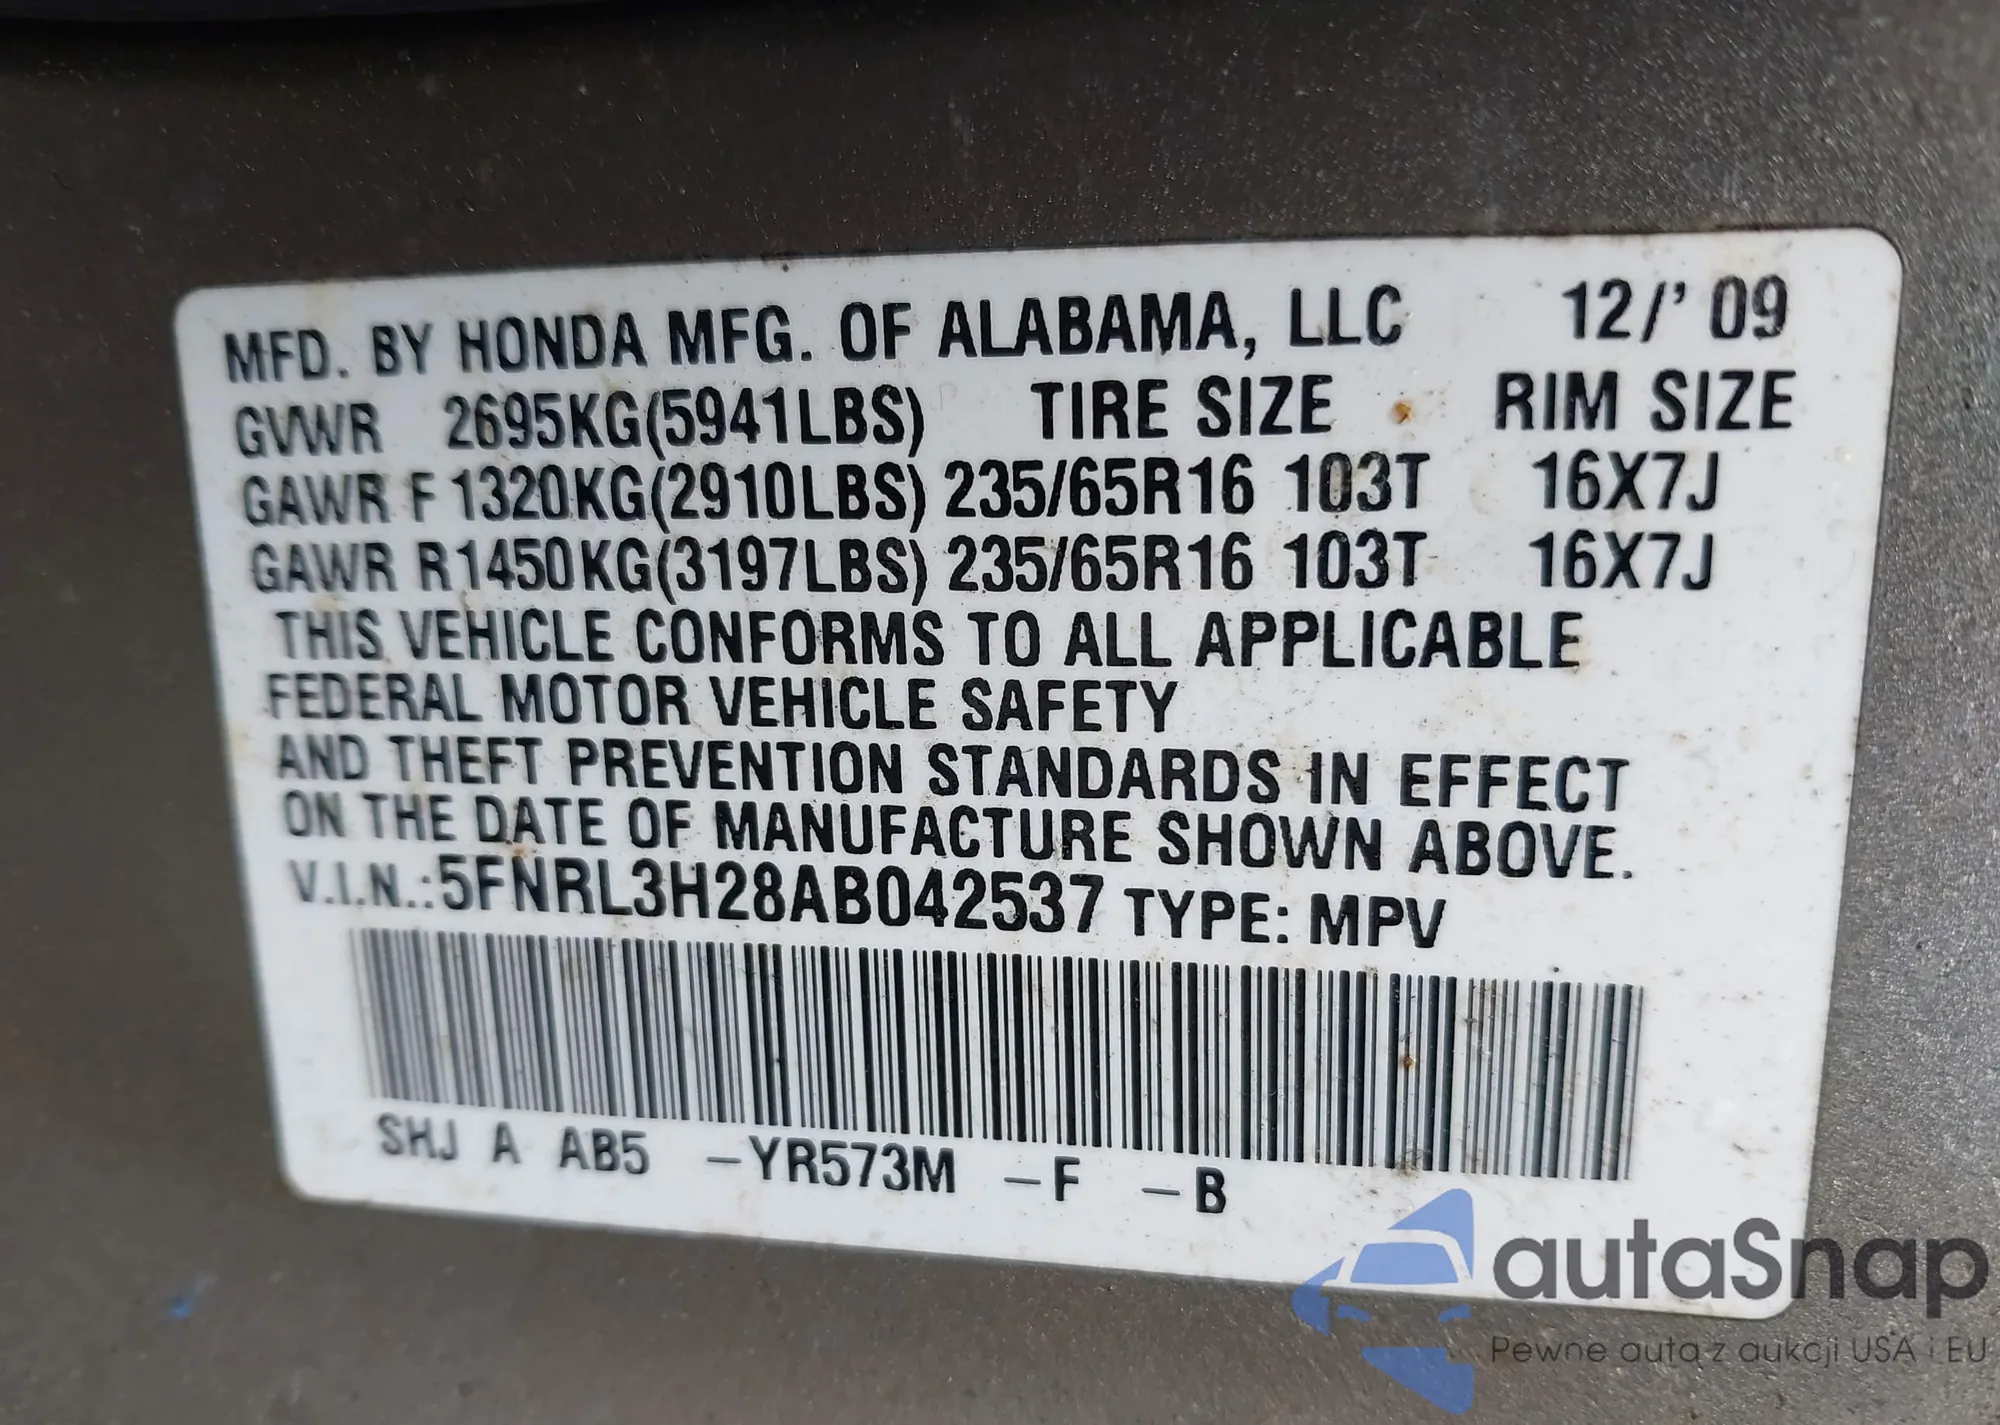 MFD. BY HONDA MFG. OF ALABAMA, LLC 12/'09
GVWR 2695KG(5941LBS) TIRE SIZE RIM SIZE
GAWR F 1320KG(2910LBS) 235/65R16 103T 16X7J
GAWR R1450KG(3197LBS) 235/65R16 103T 16X7J
THIS VEHICLE CONFORMS TO ALL APPLICABLE
FEDERAL MOTOR VEHICLE SAFETY
AND THEFT PREVENTION STANDARDS IN EFFECT
ON THE DATE OF MANUFACTURE SHOWN ABOVE.
V.I.N.:5FNRL3H28AB042537 TYPE: MPV
SHJ A AB5 -YR573M -F -B
autaSnap
Pewne auta z aukcji USA i EU